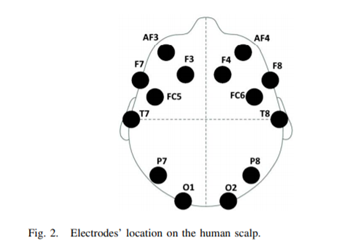 AF3 AF4
F7 F3 F4 F8
FC5 FC6
T7 T8
P7 P8
O1 O2
Fig. 2. Electrodes' location on the human scalp.